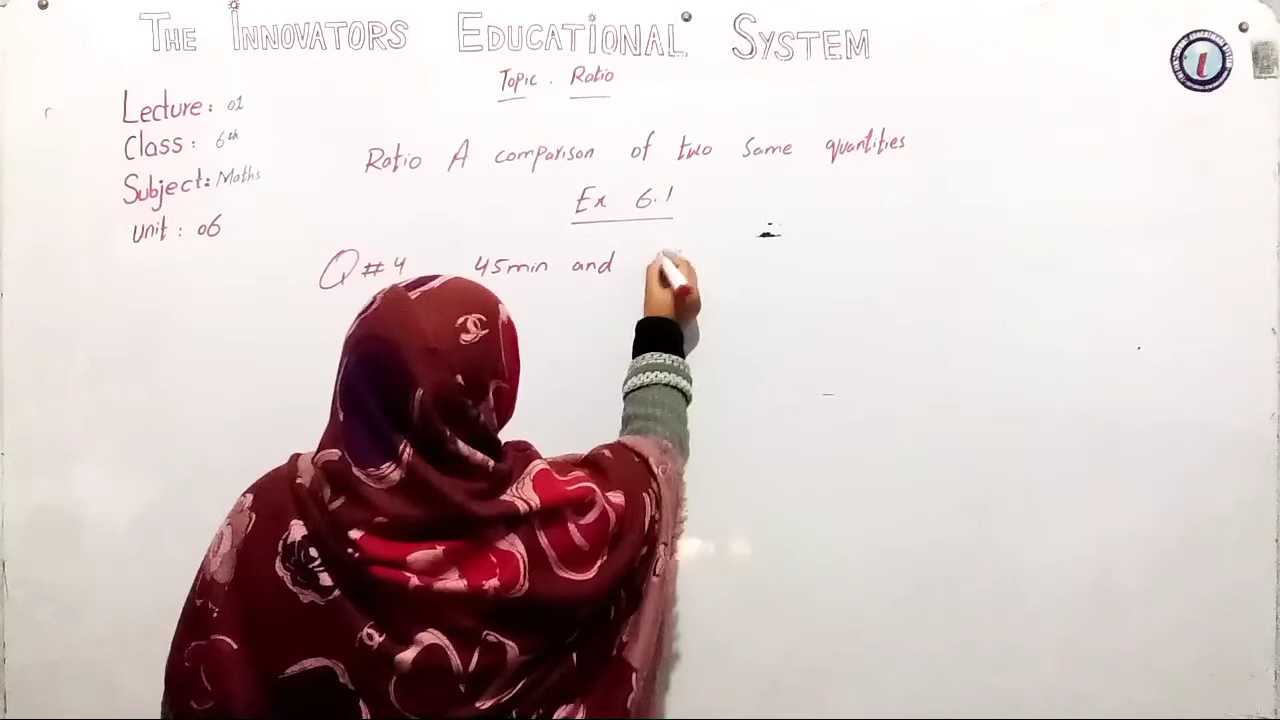 THE INNOVATORS EDUCATIONAL SYSTEM
Topic . Ratio
Lecture: 01
Class: 6th
Subject: Maths
unit: 06
Ratio A comparison of two same quantities
Ex 6.1
Q # 4 45min and